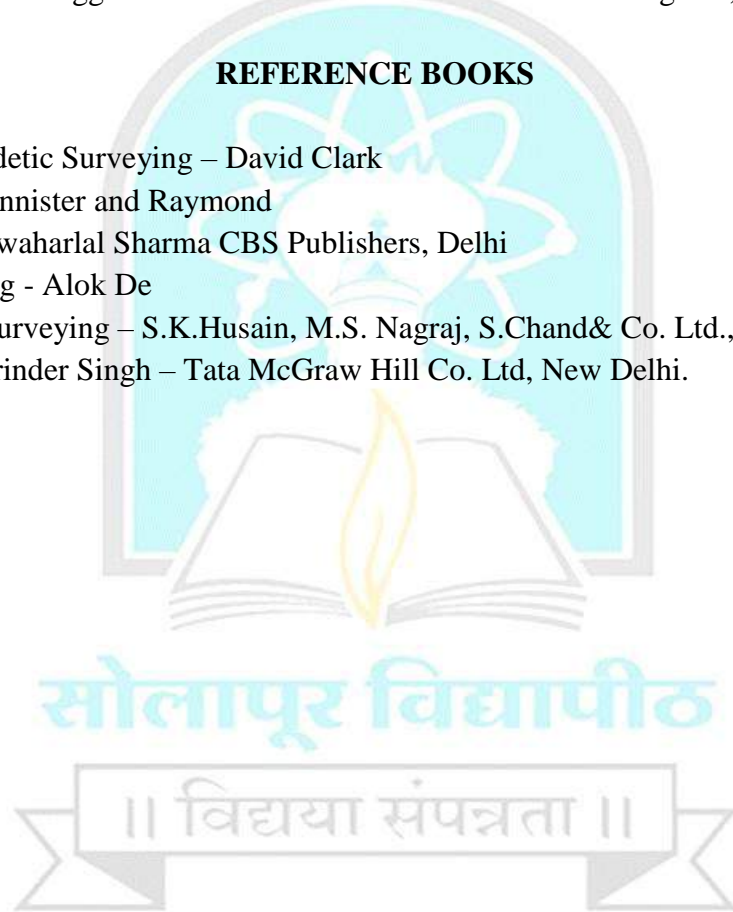 REFERENCE BOOKS
detic Surveying – David Clark
nnister and Raymond
waharlal Sharma CBS Publishers, Delhi
g - Alok De
urveying – S.K.Husain, M.S. Nagraj, S.Chand& Co. Ltd.,
rinder Singh – Tata McGraw Hill Co. Ltd, New Delhi.
सोलापूर विद्यापीठ
|| विद्यया संपन्नता ||